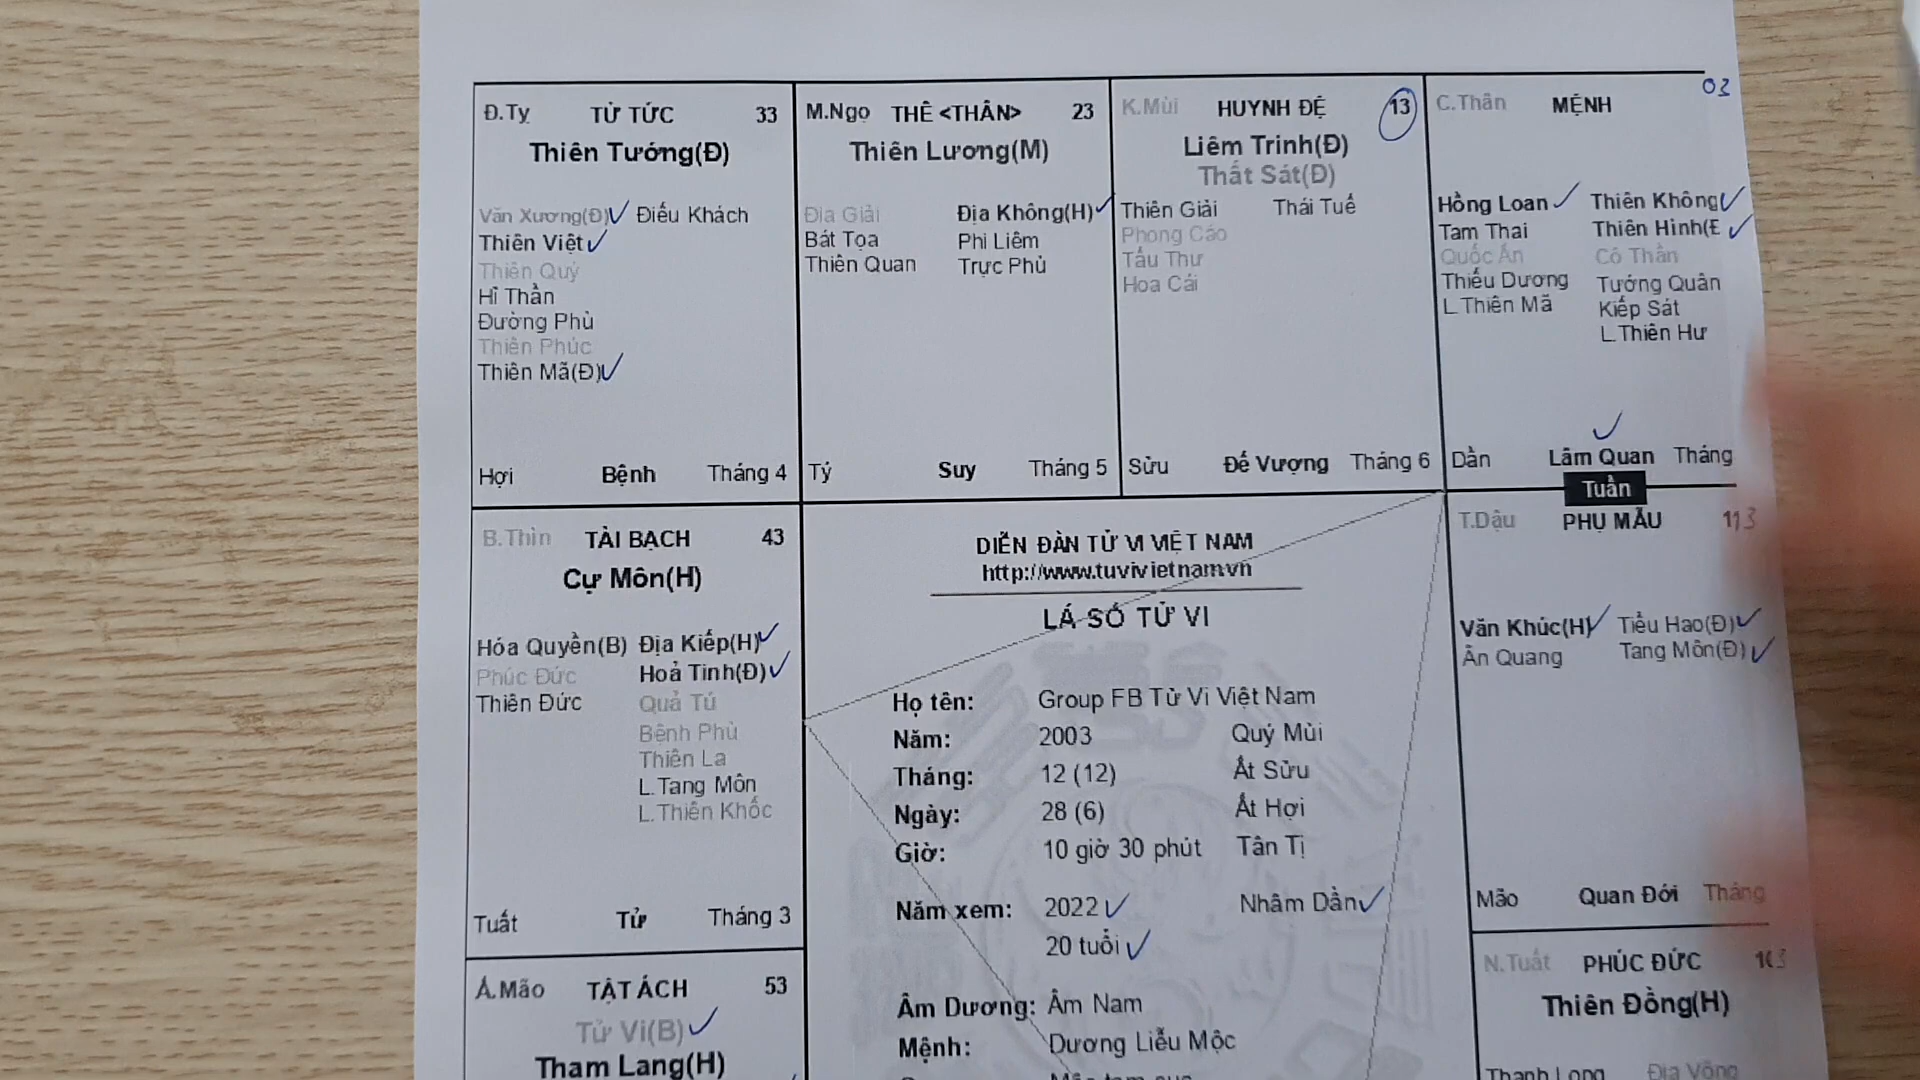 Đ.Tỵ TỬ TỨC 33
Thiên Tướng(Đ)
Văn Xương(Đ) Điếu Khách
Thiên Việt
Thiên Quý
Hỉ Thần
Đường Phù
Thiên Phúc
Thiên Mã(Đ)
Hợi Bệnh Tháng 4
M.Ngọ THÊ <THÂN> 23
Thiên Lương(M)
Địa Giải Địa Không(H)
Bát Tọa Phi Liêm
Thiên Quan Trực Phù
Tý Suy Tháng 5
K.Mùi HUYNH ĐỆ 13
Liêm Trinh(Đ)
Thất Sát(Đ)
Thiên Giải Thái Tuế
Phong Cáo
Tấu Thư
Hoa Cái
Sửu Đế Vượng Tháng 6
C.Thân MỆNH 03
Hồng Loan Thiên Không
Tam Thai Thiên Hình(Đ
Quốc Ấn Cô Thần
Thiếu Dương Tướng Quân
L.Thiên Mã Kiếp Sát
L.Thiên Hư
Dần Lâm Quan Tháng
Tuần
B.Thìn TÀI BẠCH 43
Cự Môn(H)
Hóa Quyền(B) Địa Kiếp(H)
Phúc Đức Hoả Tinh(Đ)
Thiên Đức Quả Tú
Bệnh Phù
Thiên La
L.Tang Môn
L.Thiên Khốc
Tuất Tử Tháng 3
DIỄN ĐÀN TỬ VI VIỆT NAM
http://www.tuvivietnam.vn
LÁ SỐ TỬ VI
Họ tên: Group FB Tử Vi Việt Nam
Năm: 2003 Quý Mùi
Tháng: 12 (12) Ất Sửu
Ngày: 28 (6) Ất Hợi
Giờ: 10 giờ 30 phút Tân Tị
Năm xem: 2022 Nhâm Dần
20 tuổi
Âm Dương: Âm Nam
Mệnh: Dương Liễu Mộc
T.Dậu PHỤ MẪU 113
Văn Khúc(H) Tiểu Hao(Đ)
Ân Quang Tang Môn(Đ)
Mão Quan Đới Tháng
Ấ.Mão TẬT ÁCH 53
Tử Vi(B)
Tham Lang(H)
N.Tuất PHÚC ĐỨC 103
Thiên Đồng(H)
Thanh Long Địa Võng